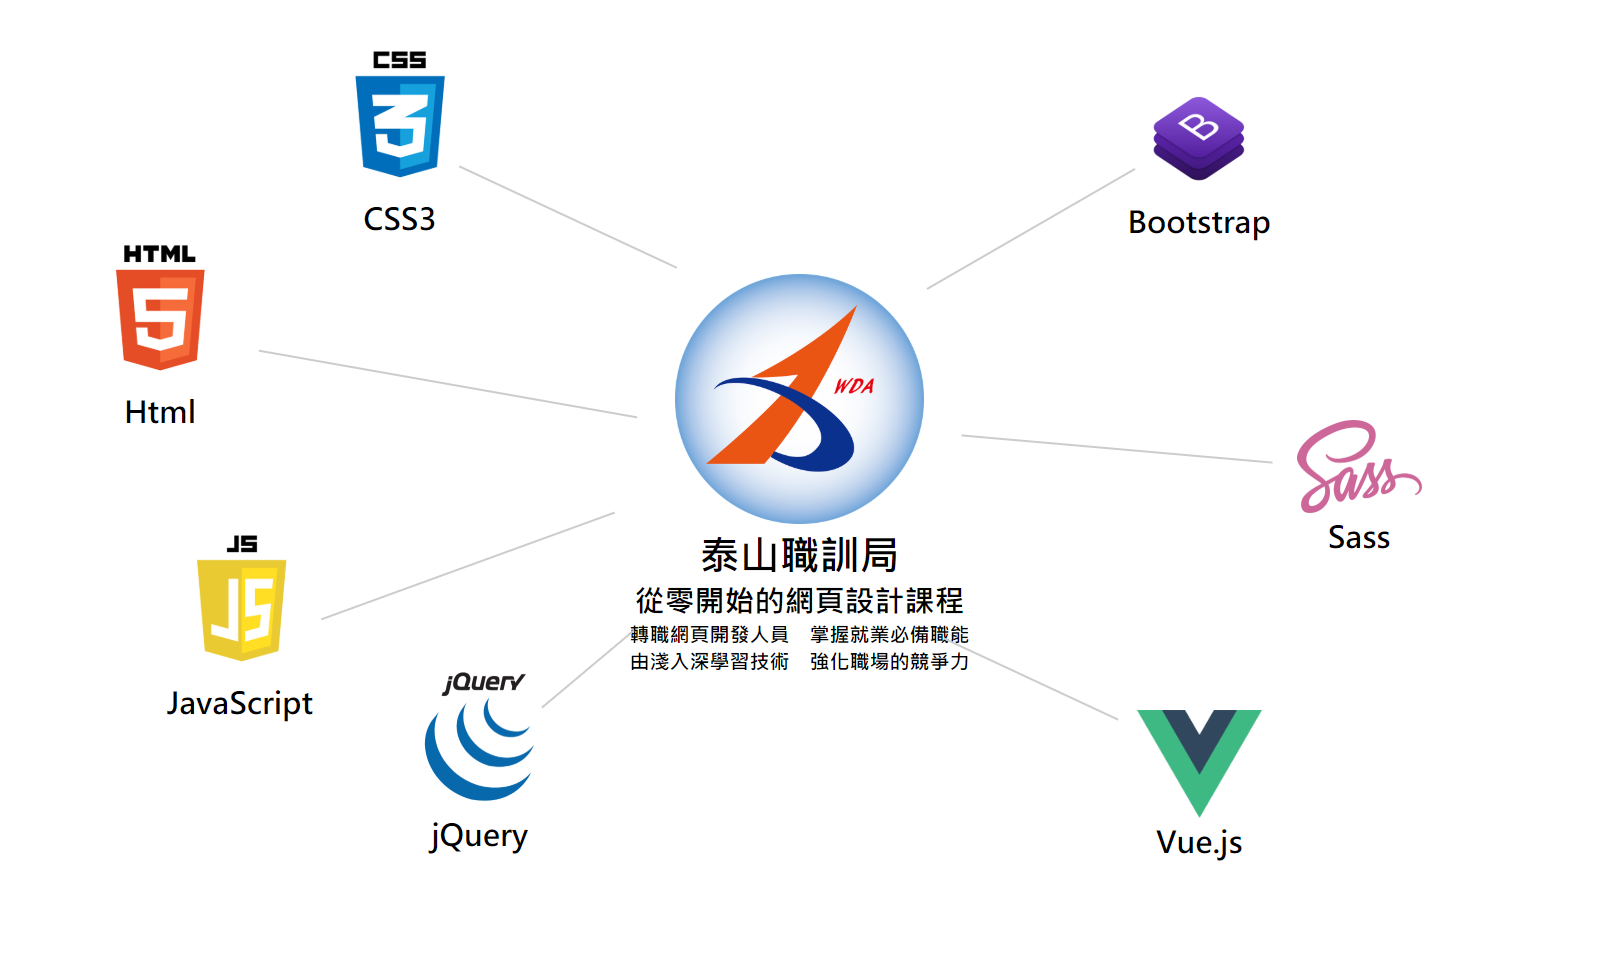 CSS
3
CSS3
B
Bootstrap
HTML
5
Html
WDA
Sass
Sass
JS
JS
JavaScript
泰山職訓局
從零開始的網頁設計課程
轉職網頁開發人員　掌握就業必備職能
由淺入深學習技術　強化職場的競爭力
jQuery
jQuery
Vue.js